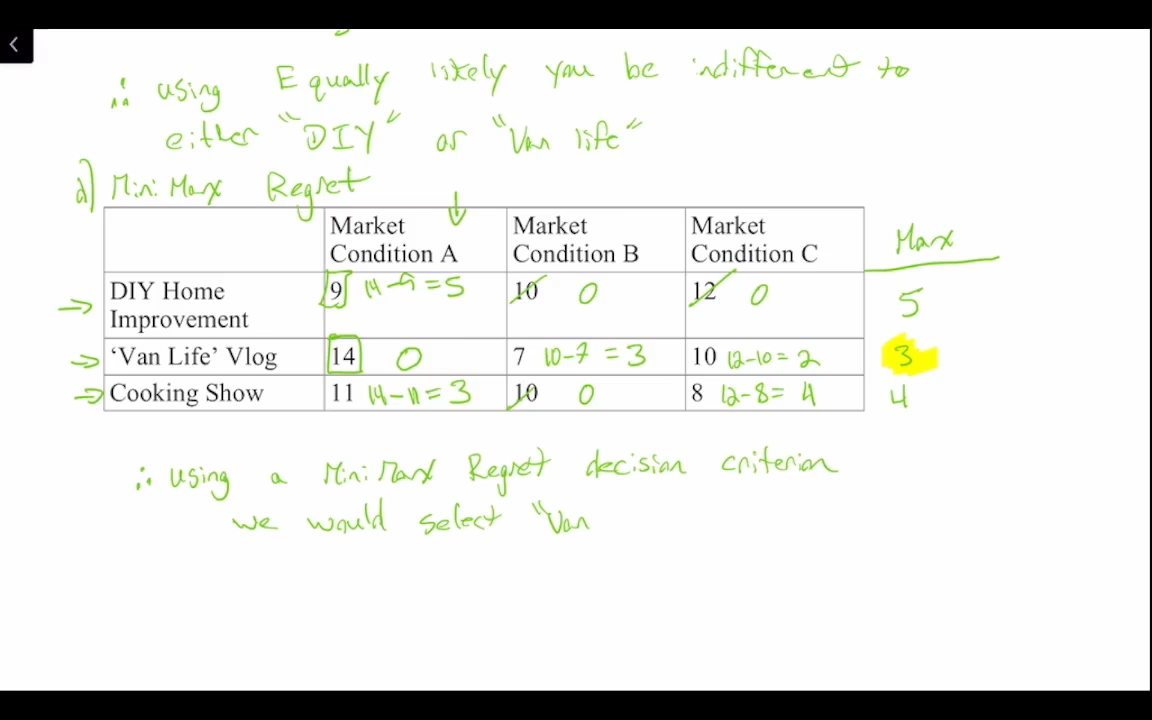 ∴ using Equally likely you be indifferent to
either "DIY" or "Van life"
d) MiniMax Regret
Market Condition A ↓ Market Condition B Market Condition C Max
→ DIY Home Improvement 9 14-9=5 10 0 12 0 5
→ ‘Van Life’ Vlog 14 0 7 10-7=3 10 12-10=2 3
→ Cooking Show 11 14-11=3 10 0 8 12-8=4 4
∴ using a MiniMax Regret decision criterion
we would select "Van